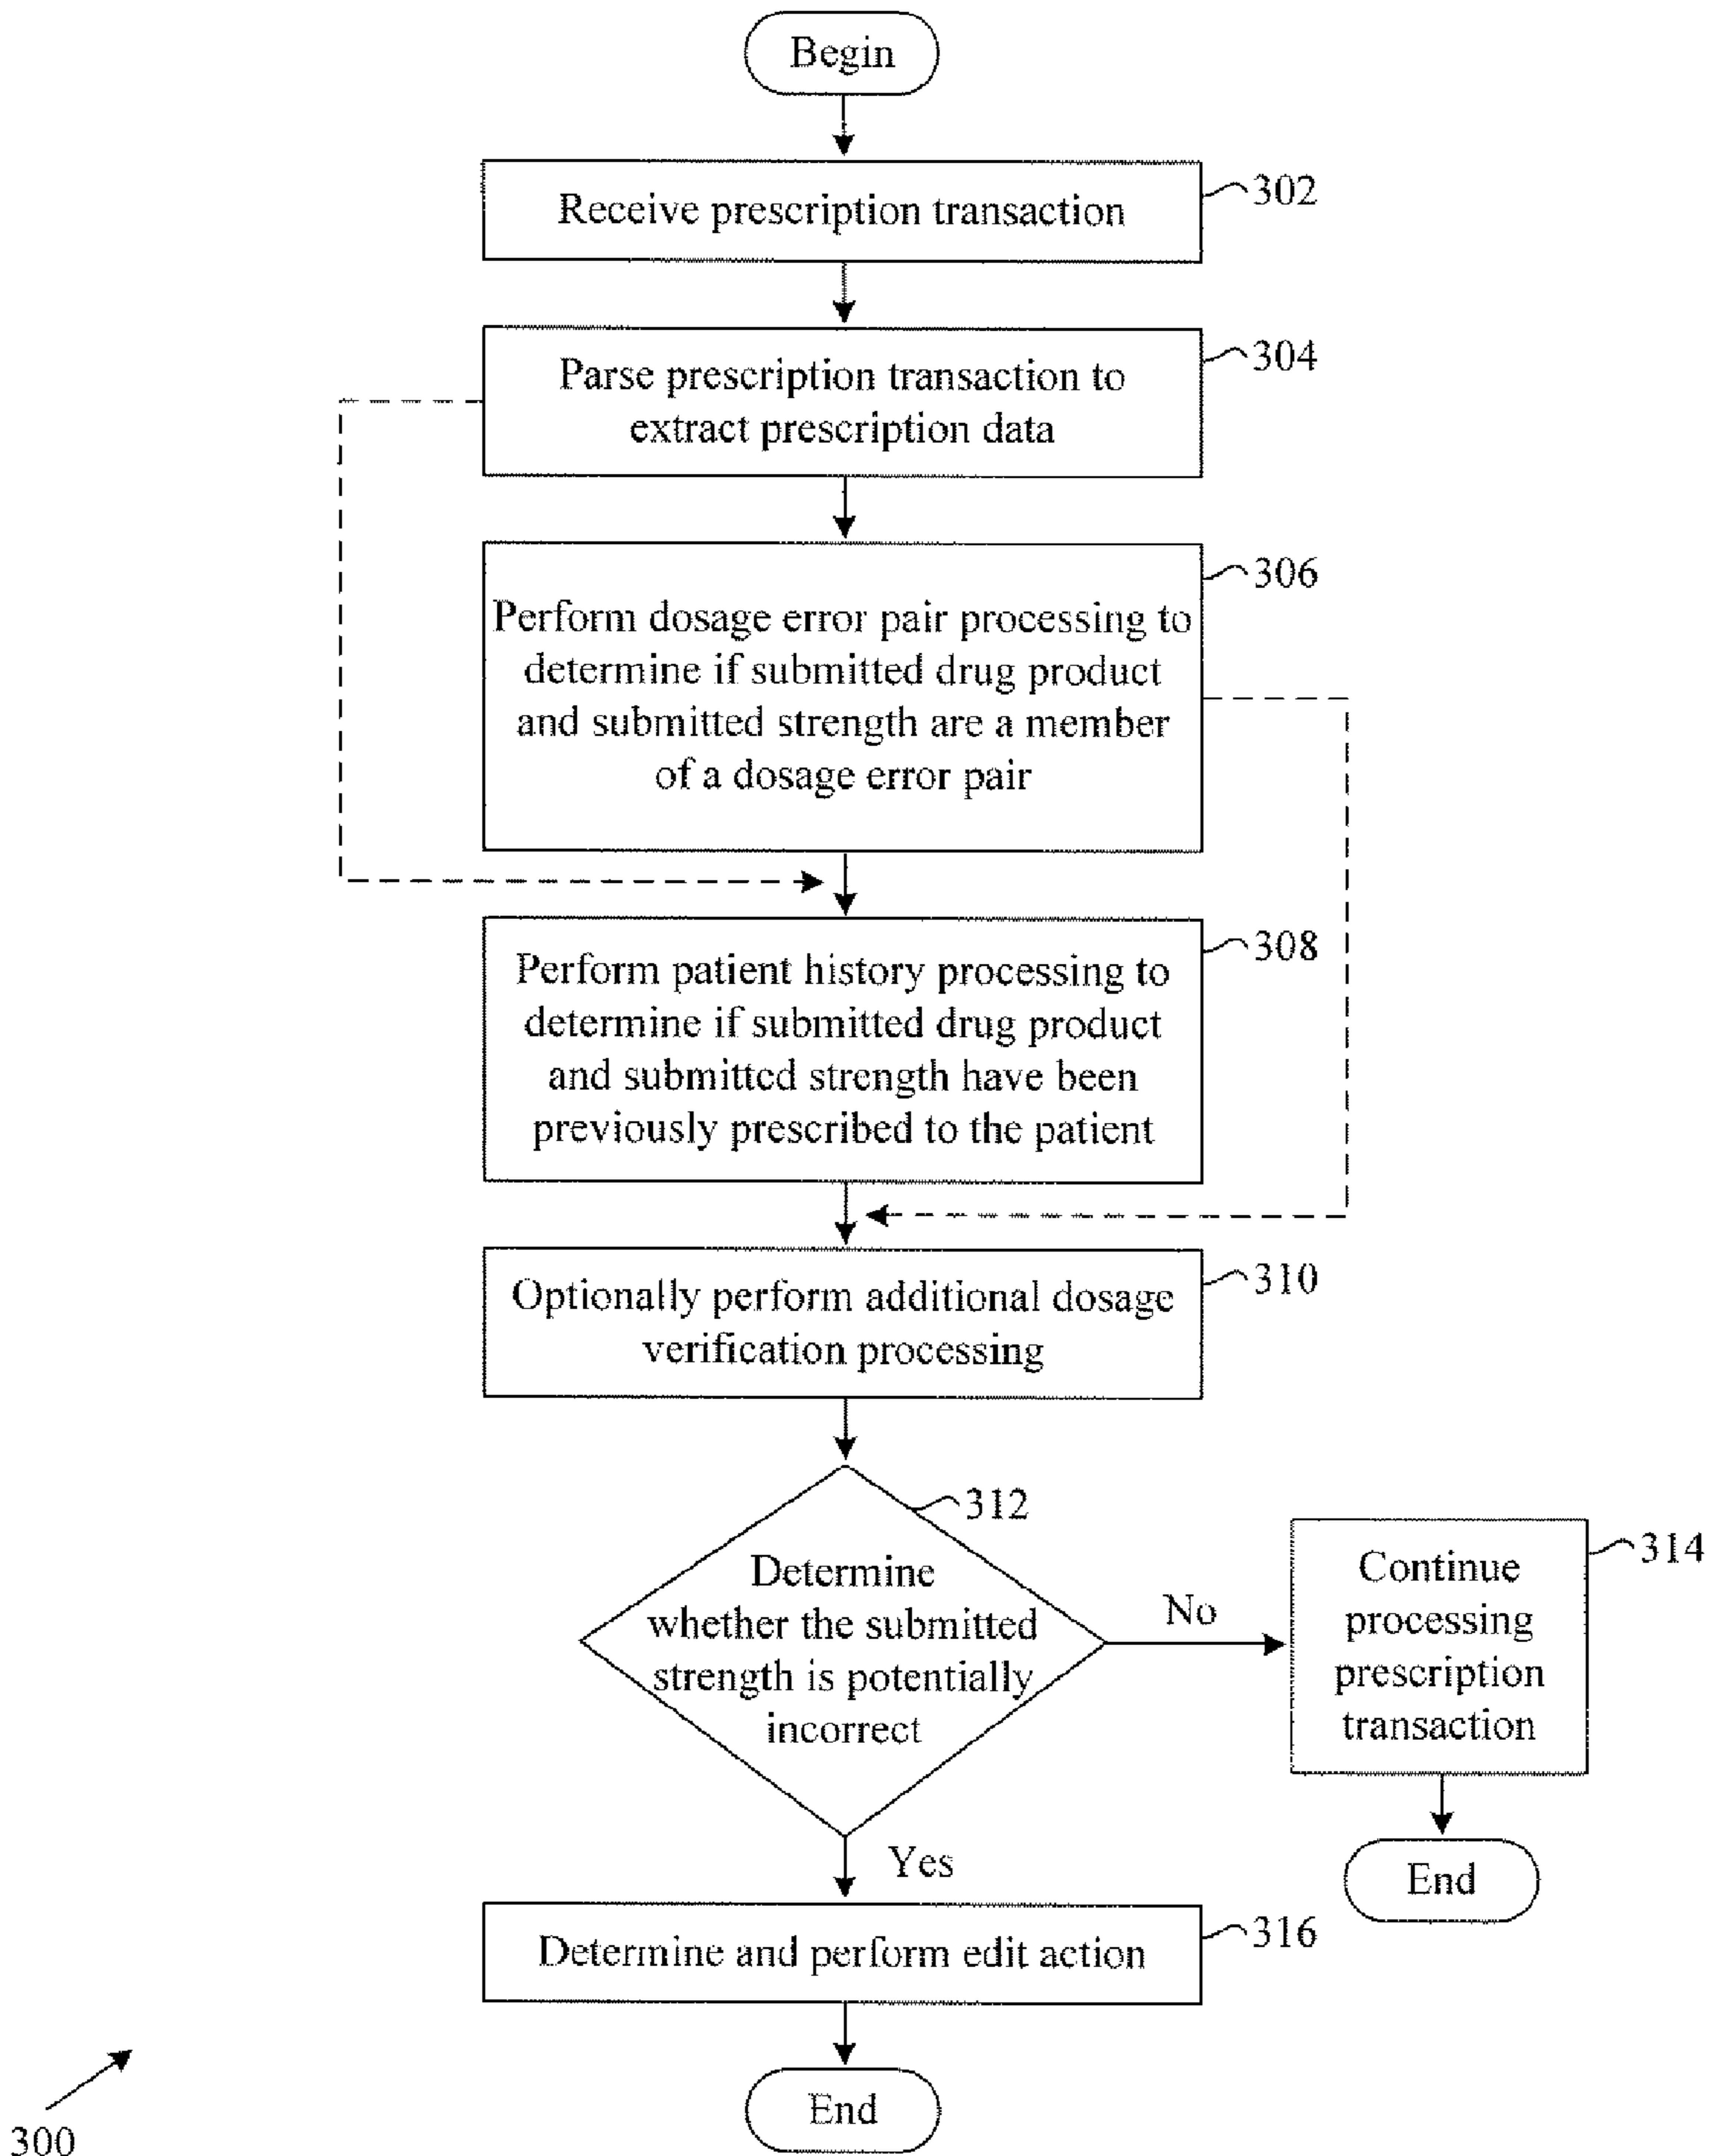 Begin
Receive prescription transaction
302
Parse prescription transaction to
extract prescription data
304
Perform dosage error pair processing to
determine if submitted drug product
and submitted strength are a member
of a dosage error pair
306
Perform patient history processing to
determine if submitted drug product
and submitted strength have been
previously prescribed to the patient
308
Optionally perform additional dosage
verification processing
310
312
Determine
whether the submitted
strength is potentially
incorrect
No
Continue
processing
prescription
transaction
314
End
Yes
Determine and perform edit action
316
End
300